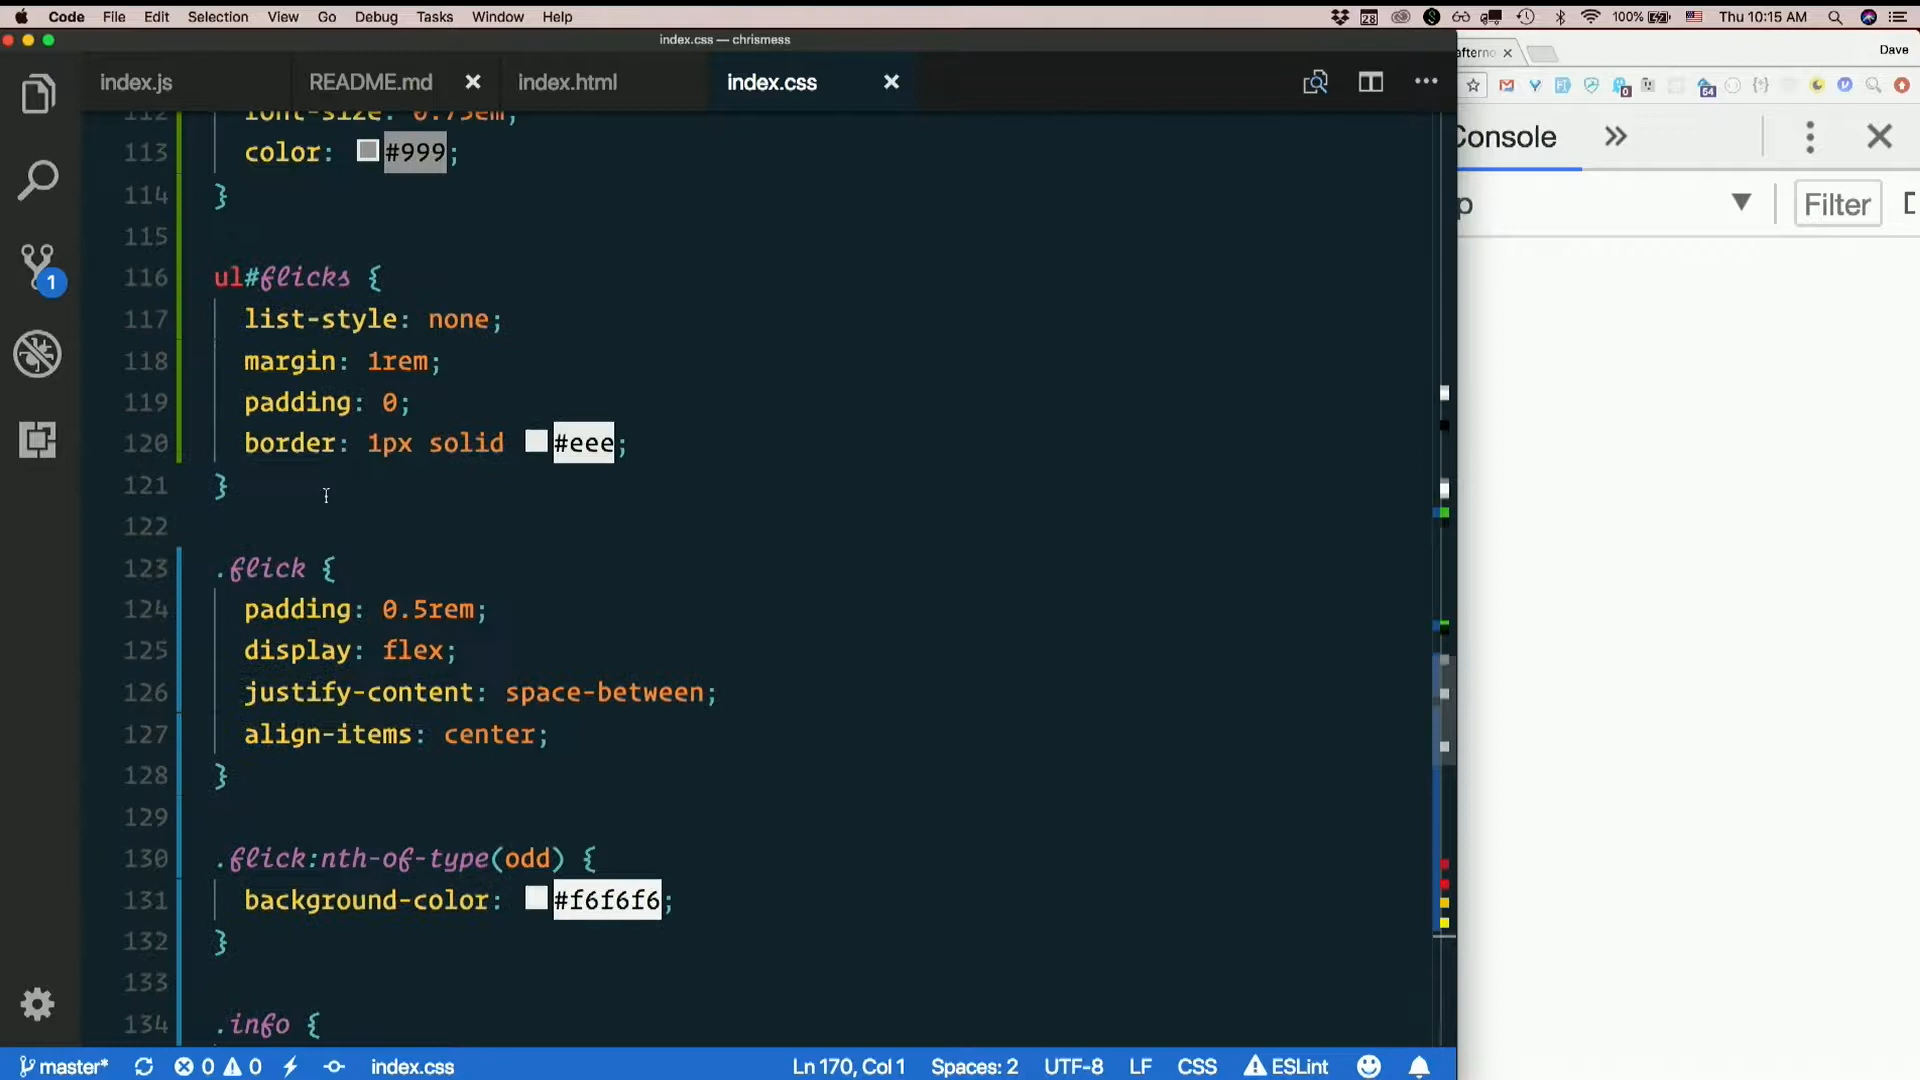 Code File Edit Selection View Go Debug Tasks Window Help 28 100% Thu 10:15 AM
index.css — chrismess
afterno
Dave
index.js README.md index.html index.css
0
64
112 font-size: 0.75em;
113 color: #999;
114 }
115
116 ul#flicks {
117 list-style: none;
118 margin: 1rem;
119 padding: 0;
120 border: 1px solid #eee;
121 }
122
123 .flick {
124 padding: 0.5rem;
125 display: flex;
126 justify-content: space-between;
127 align-items: center;
128 }
129
130 .flick:nth-of-type(odd) {
131 background-color: #f6f6f6;
132 }
133
134 .info {
1
Console
p
Filter
master* 0 0 index.css Ln 170, Col 1 Spaces: 2 UTF-8 LF CSS ESLint